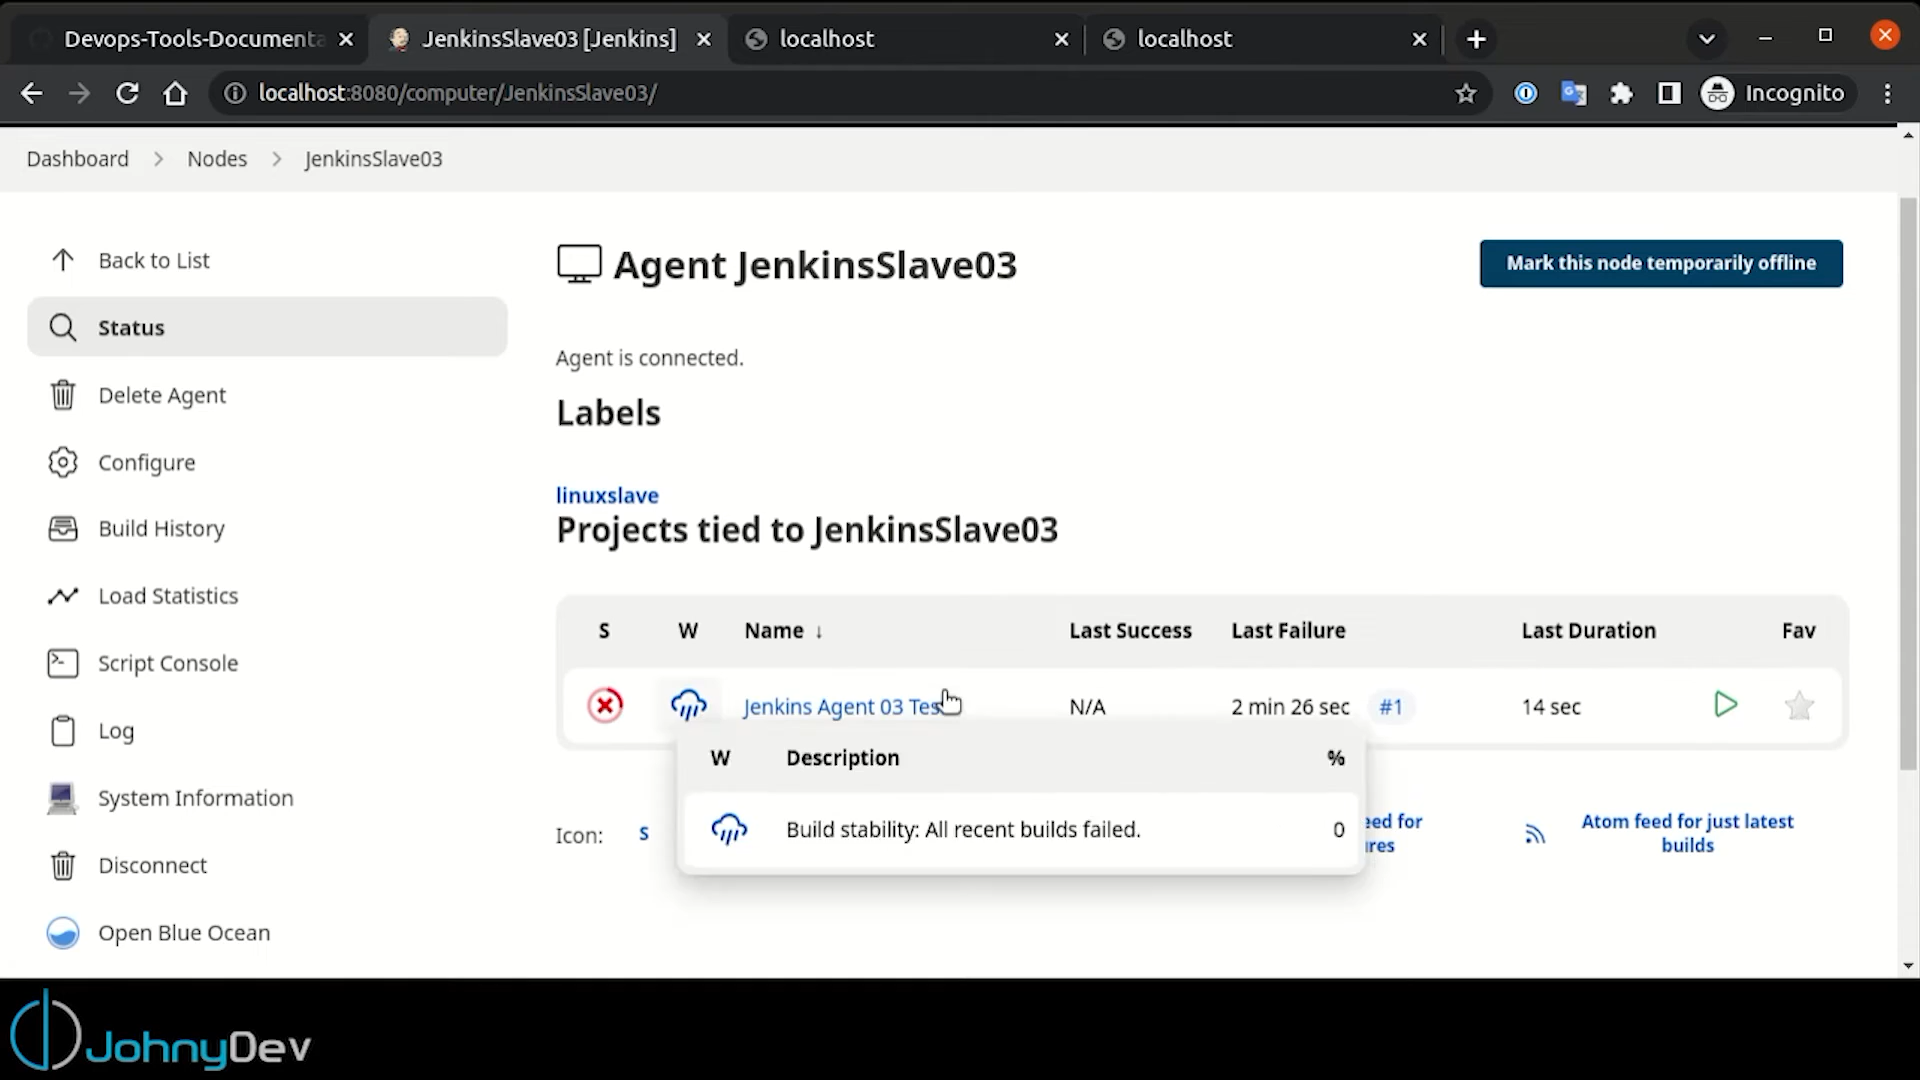 Devops-Tools-Documenta
JenkinsSlave03 [Jenkins]
localhost
localhost
localhost:8080/computer/JenkinsSlave03/
Incognito
Dashboard
Nodes
JenkinsSlave03
Back to List
Status
Delete Agent
Configure
Build History
Load Statistics
Script Console
Log
System Information
Disconnect
Open Blue Ocean
Agent JenkinsSlave03
Mark this node temporarily offline
Agent is connected.
Labels
linuxslave
Projects tied to JenkinsSlave03
S W Name ↓ Last Success Last Failure Last Duration Fav
Jenkins Agent 03 Tes N/A 2 min 26 sec #1 14 sec
W Description %
Build stability: All recent builds failed. 0
Icon: S
eed for
res
Atom feed for just latest
builds
JohnyDev